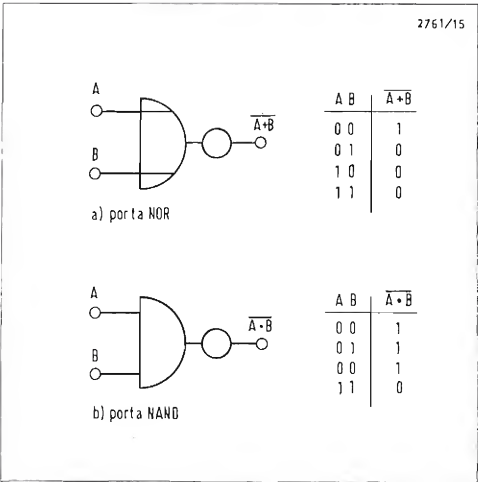 2761/15
A
B
A+B
a) porta NOR
A B A+B
0 0 1
0 1 0
1 0 0
1 1 0
A
B
A•B
b) porta NAND
A B A•B
0 0 1
0 1 1
0 0 1
1 1 0